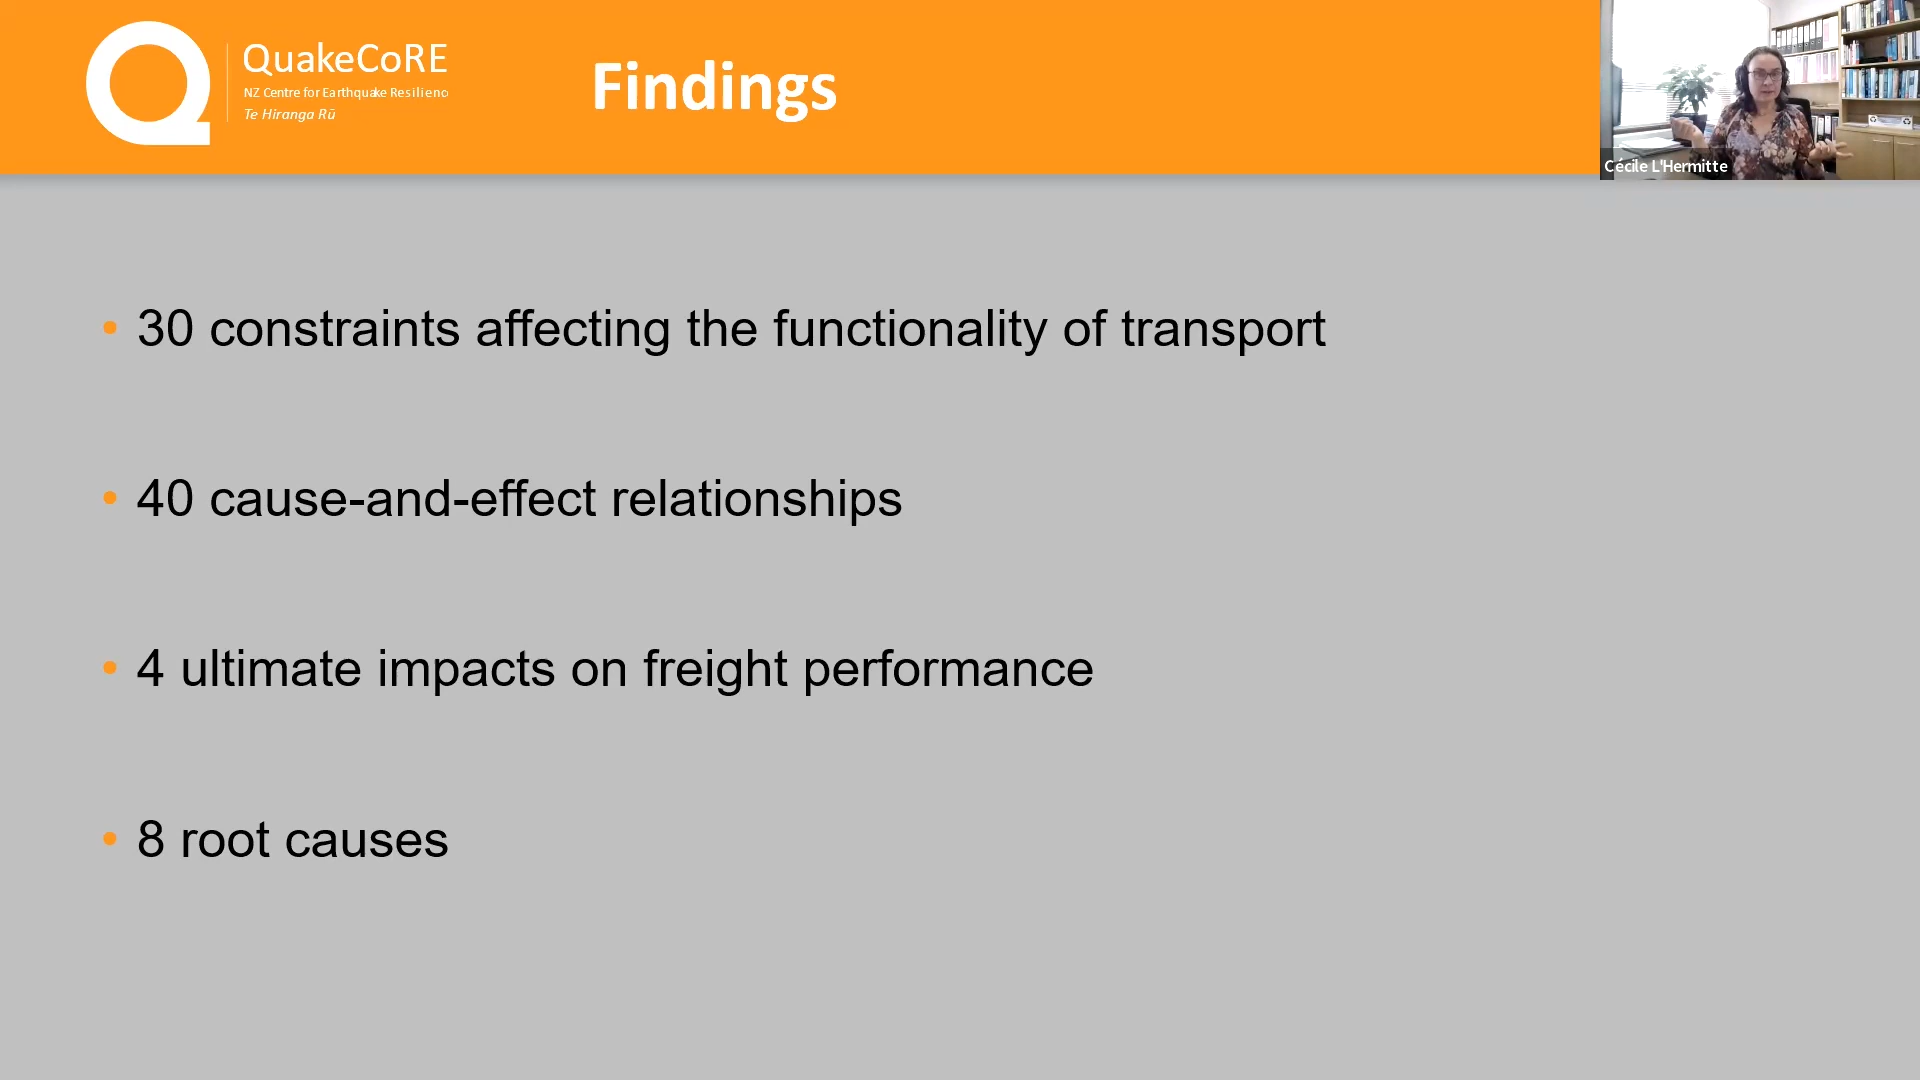 QuakeCoRE
NZ Centre for Earthquake Resilienc
Te Hiranga Rū
Findings
Cécile L'Hermitte
• 30 constraints affecting the functionality of transport
• 40 cause-and-effect relationships
• 4 ultimate impacts on freight performance
• 8 root causes